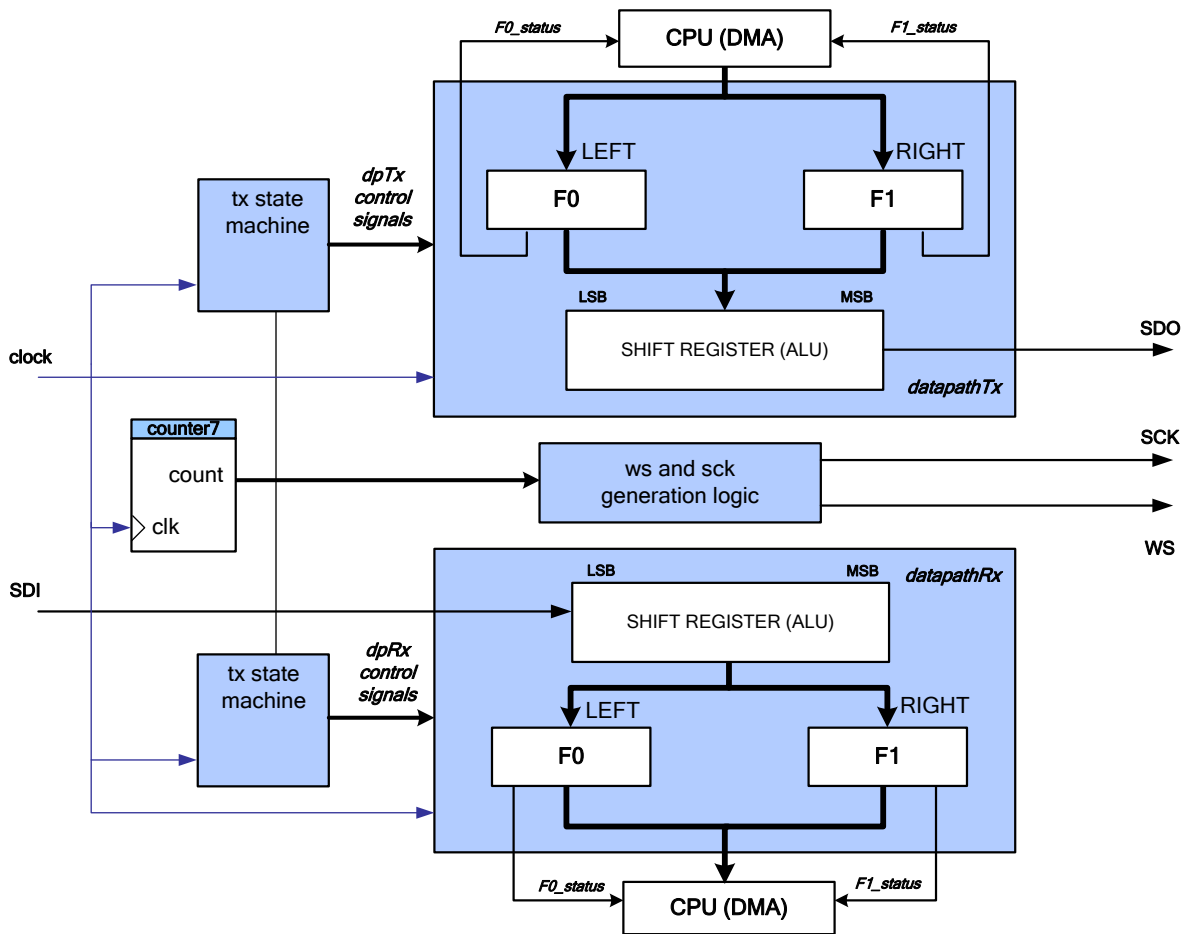 F0_status
CPU (DMA)
F1_status
LEFT
RIGHT
dpTx
control
signals
tx state
machine
F0
F1
LSB
MSB
SHIFT REGISTER (ALU)
SDO
clock
datapathTx
counter7
count
clk
ws and sck
generation logic
SCK
WS
SDI
LSB
MSB
datapathRx
SHIFT REGISTER (ALU)
dpRx
control
signals
tx state
machine
LEFT
RIGHT
F0
F1
F0_status
F1_status
CPU (DMA)